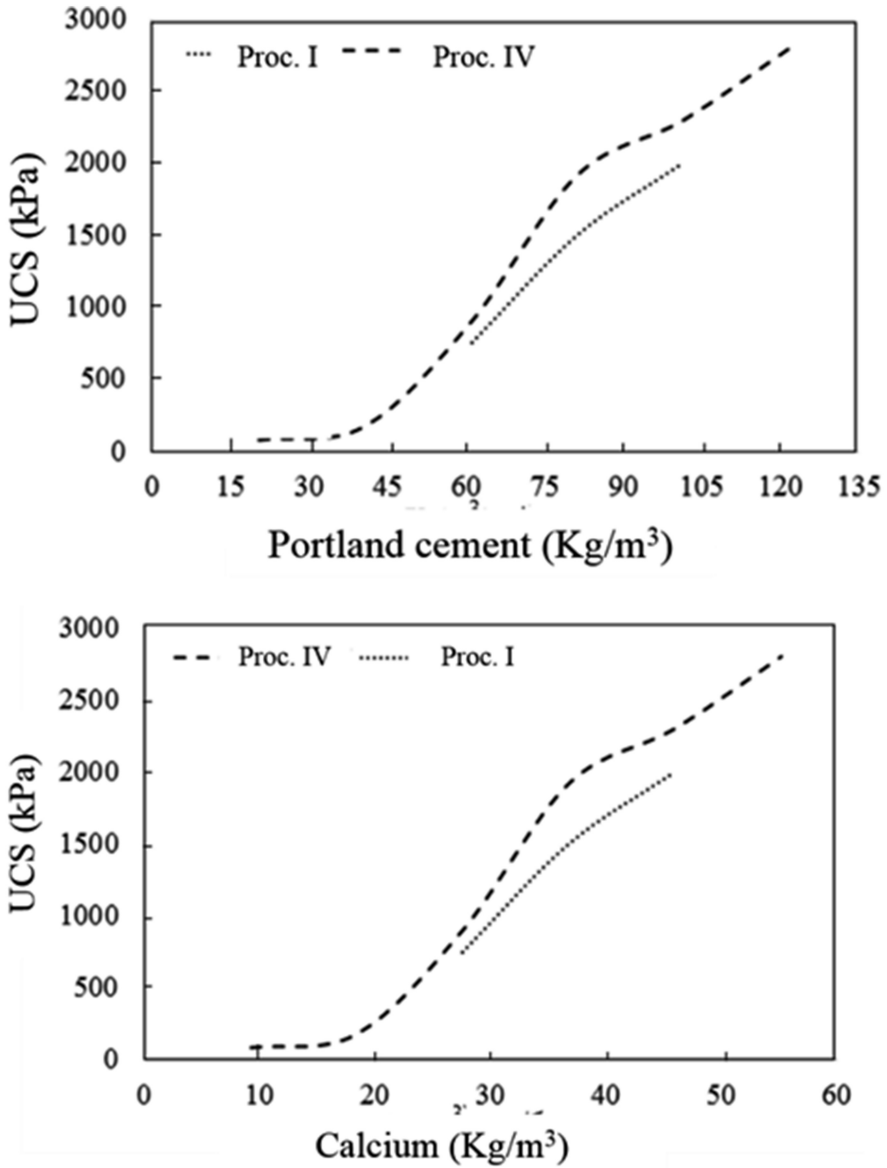 3000
Proc. I Proc. IV
2500
2000
1500
1000
500
0
UCS (kPa)
0 15 30 45 60 75 90 105 120 135
Portland cement (Kg/m³)
3000
Proc. IV Proc. I
2500
2000
1500
1000
500
0
UCS (kPa)
0 10 20 30 40 50 60
Calcium (Kg/m³)